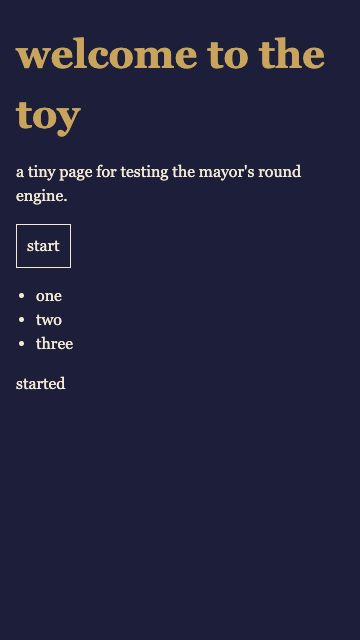 welcome to the
toy
a tiny page for testing the mayor's round
engine.
start
• one
• two
• three
started